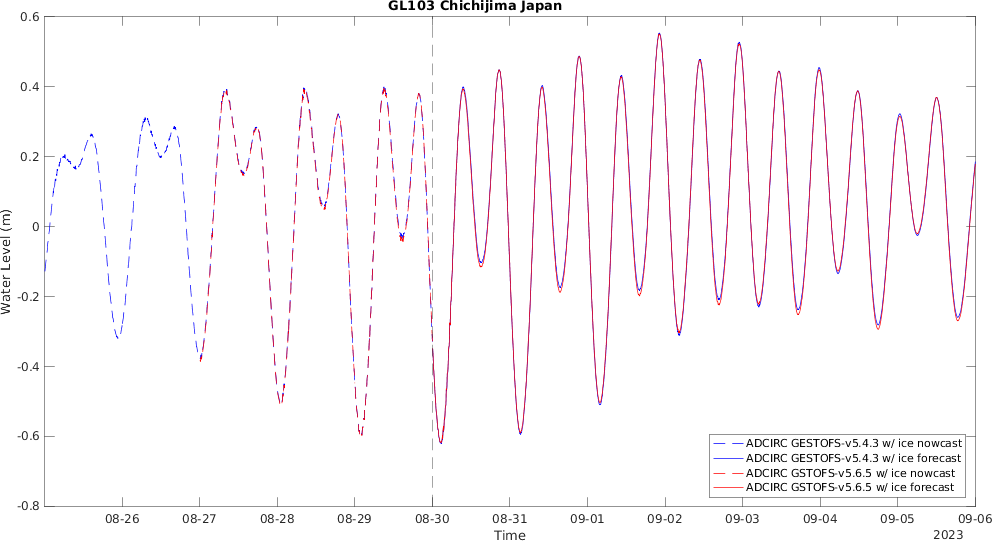 GL103 Chichijima Japan
Water Level (m)
0.6
0.4
0.2
0
-0.2
-0.4
-0.6
-0.8
ADCIRC GESTOFS-v5.4.3 w/ ice nowcast
ADCIRC GESTOFS-v5.4.3 w/ ice forecast
ADCIRC GSTOFS-v5.6.5 w/ ice nowcast
ADCIRC GSTOFS-v5.6.5 w/ ice forecast
08-26 08-27 08-28 08-29 08-30 08-31 09-01 09-02 09-03 09-04 09-05 09-06
Time
2023